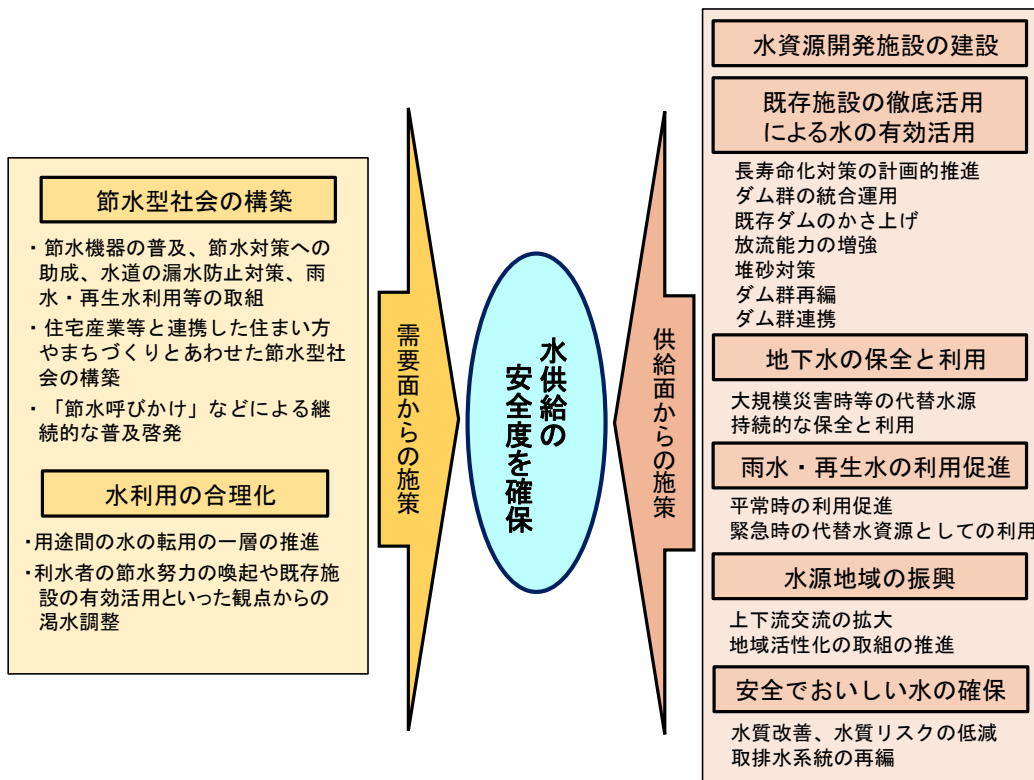 節水型社会の構築
・節水機器の普及、節水対策への
助成、水道の漏水防止対策、雨
水・再生水利用等の取組
・住宅産業等と連携した住まい方
やまちづくりとあわせた節水型社
会の構築
・「節水呼びかけ」などによる継
続的な普及啓発
水利用の合理化
・用途間の水の転用の一層の推進
・利水者の節水努力の喚起や既存施
設の有効活用といった観点からの
渇水調整
需要面からの施策
水供給の
安全度を確保
供給面からの施策
水資源開発施設の建設
既存施設の徹底活用
による水の有効活用
長寿命化対策の計画的推進
ダム群の統合運用
既存ダムのかさ上げ
放流能力の増強
堆砂対策
ダム群再編
ダム群連携
地下水の保全と利用
大規模災害時等の代替水源
持続的な保全と利用
雨水・再生水の利用促進
平常時の利用促進
緊急時の代替水資源としての利用
水源地域の振興
上下流交流の拡大
地域活性化の取組の推進
安全でおいしい水の確保
水質改善、水質リスクの低減
取排水系統の再編